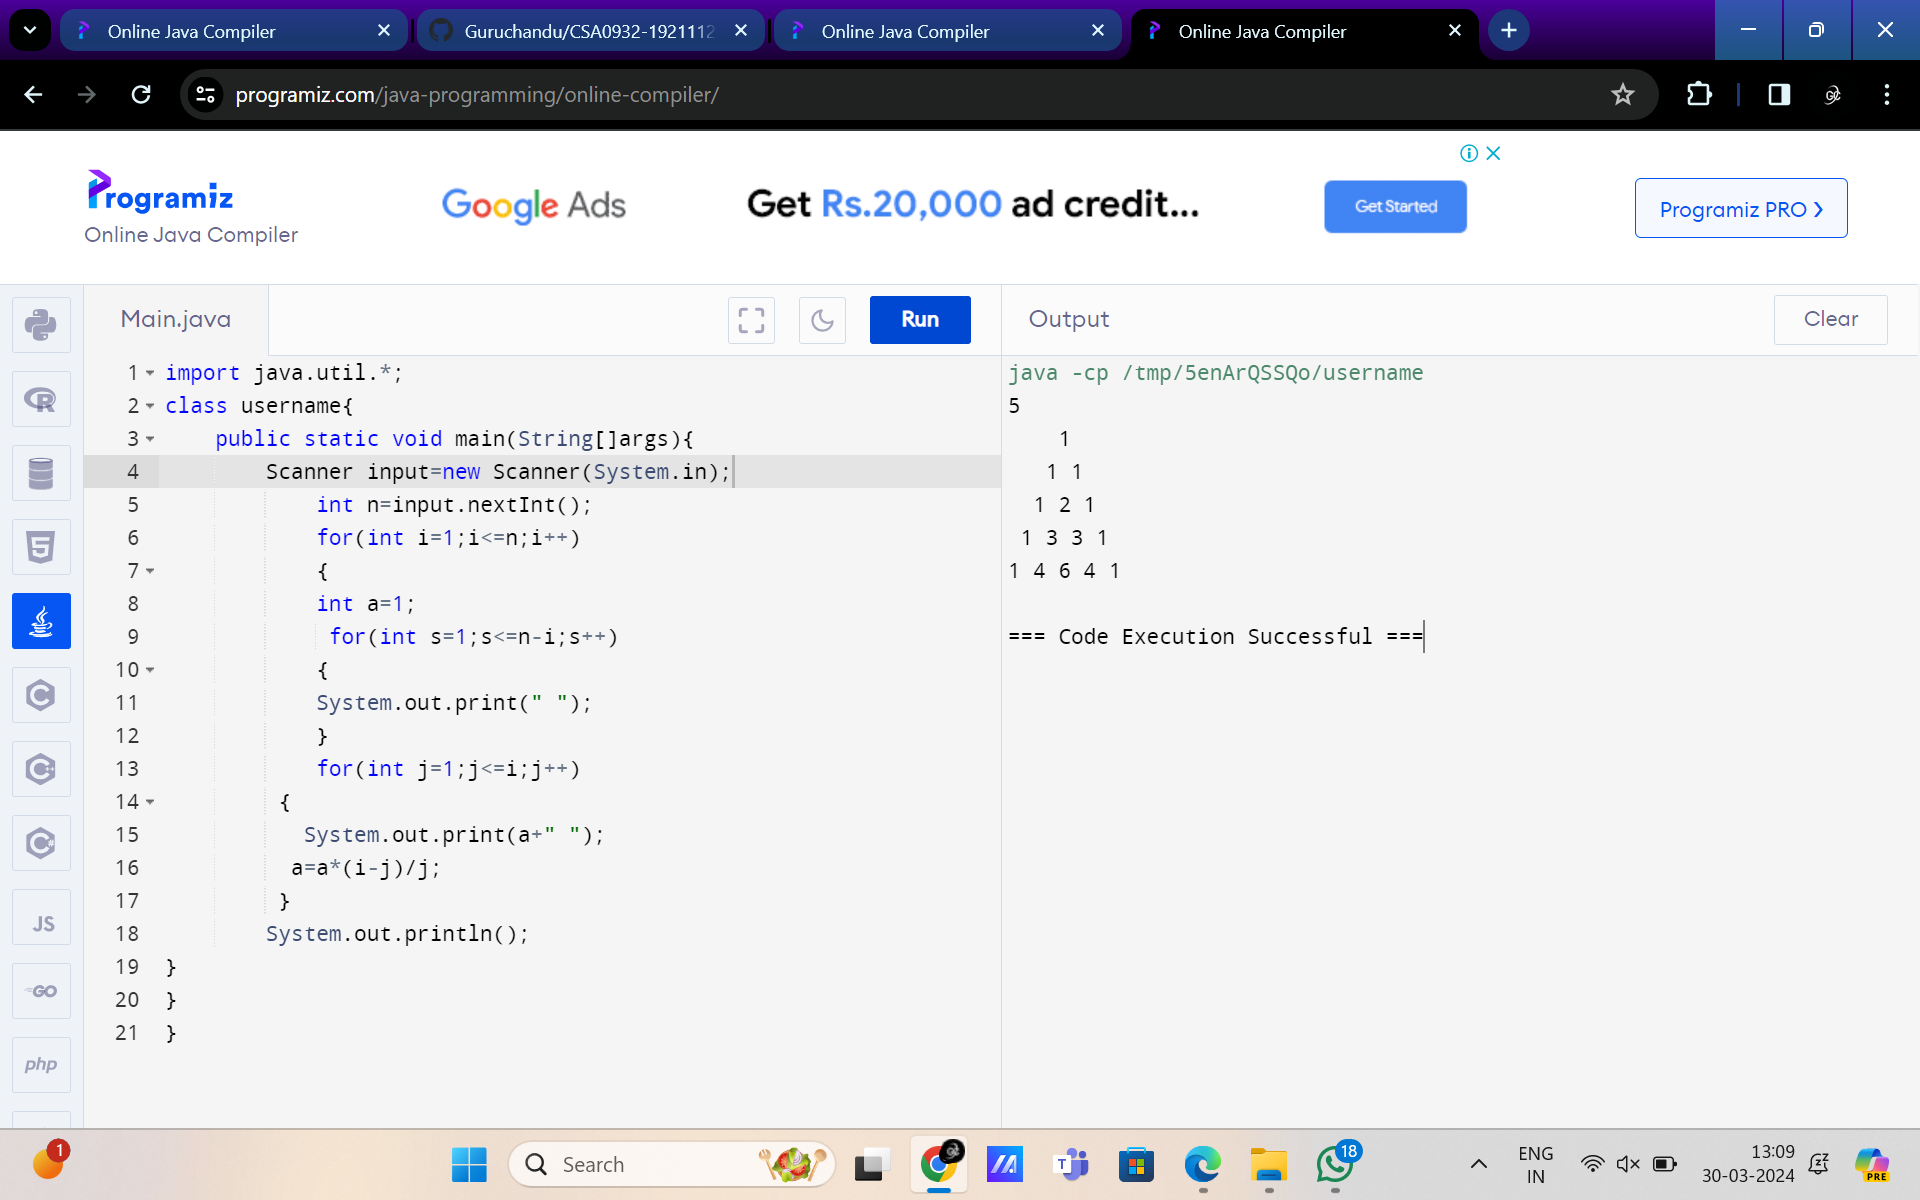 Online Java Compiler
Guruchandu/CSA0932-1921112
Online Java Compiler
Online Java Compiler
programiz.com/java-programming/online-compiler/
GC
Programiz
Online Java Compiler
Google Ads
Get Rs.20,000 ad credit...
Get Started
Programiz PRO
Main.java
Run
Output
Clear
1 import java.util.*;
2 class username{
3     public static void main(String[]args){
4         Scanner input=new Scanner(System.in);
5             int n=input.nextInt();
6             for(int i=1;i<=n;i++)
7             {
8             int a=1;
9              for(int s=1;s<=n-i;s++)
10             {
11             System.out.print(" ");
12             }
13             for(int j=1;j<=i;j++)
14          {
15            System.out.print(a+" ");
16           a=a*(i-j)/j;
17          }
18         System.out.println();
19 }
20 }
21 }
java -cp /tmp/5enArQSSQo/username
5
    1
   1 1
  1 2 1
 1 3 3 1
1 4 6 4 1
=== Code Execution Successful ===
JS
GO
php
1
Search
18
ENG
IN
13:09
30-03-2024
PRE